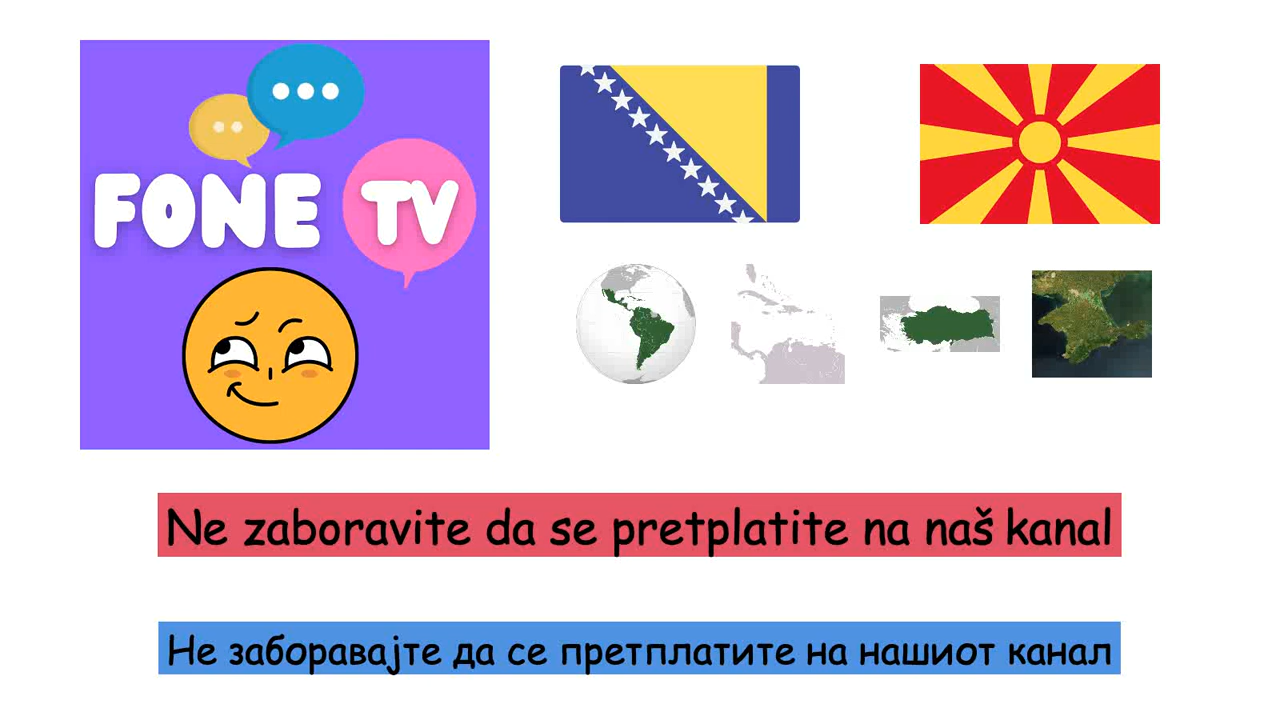 FONE TV
Ne zaboravite da se pretplatite na naš kanal
Не заборавајте да се претплатите на нашиот канал